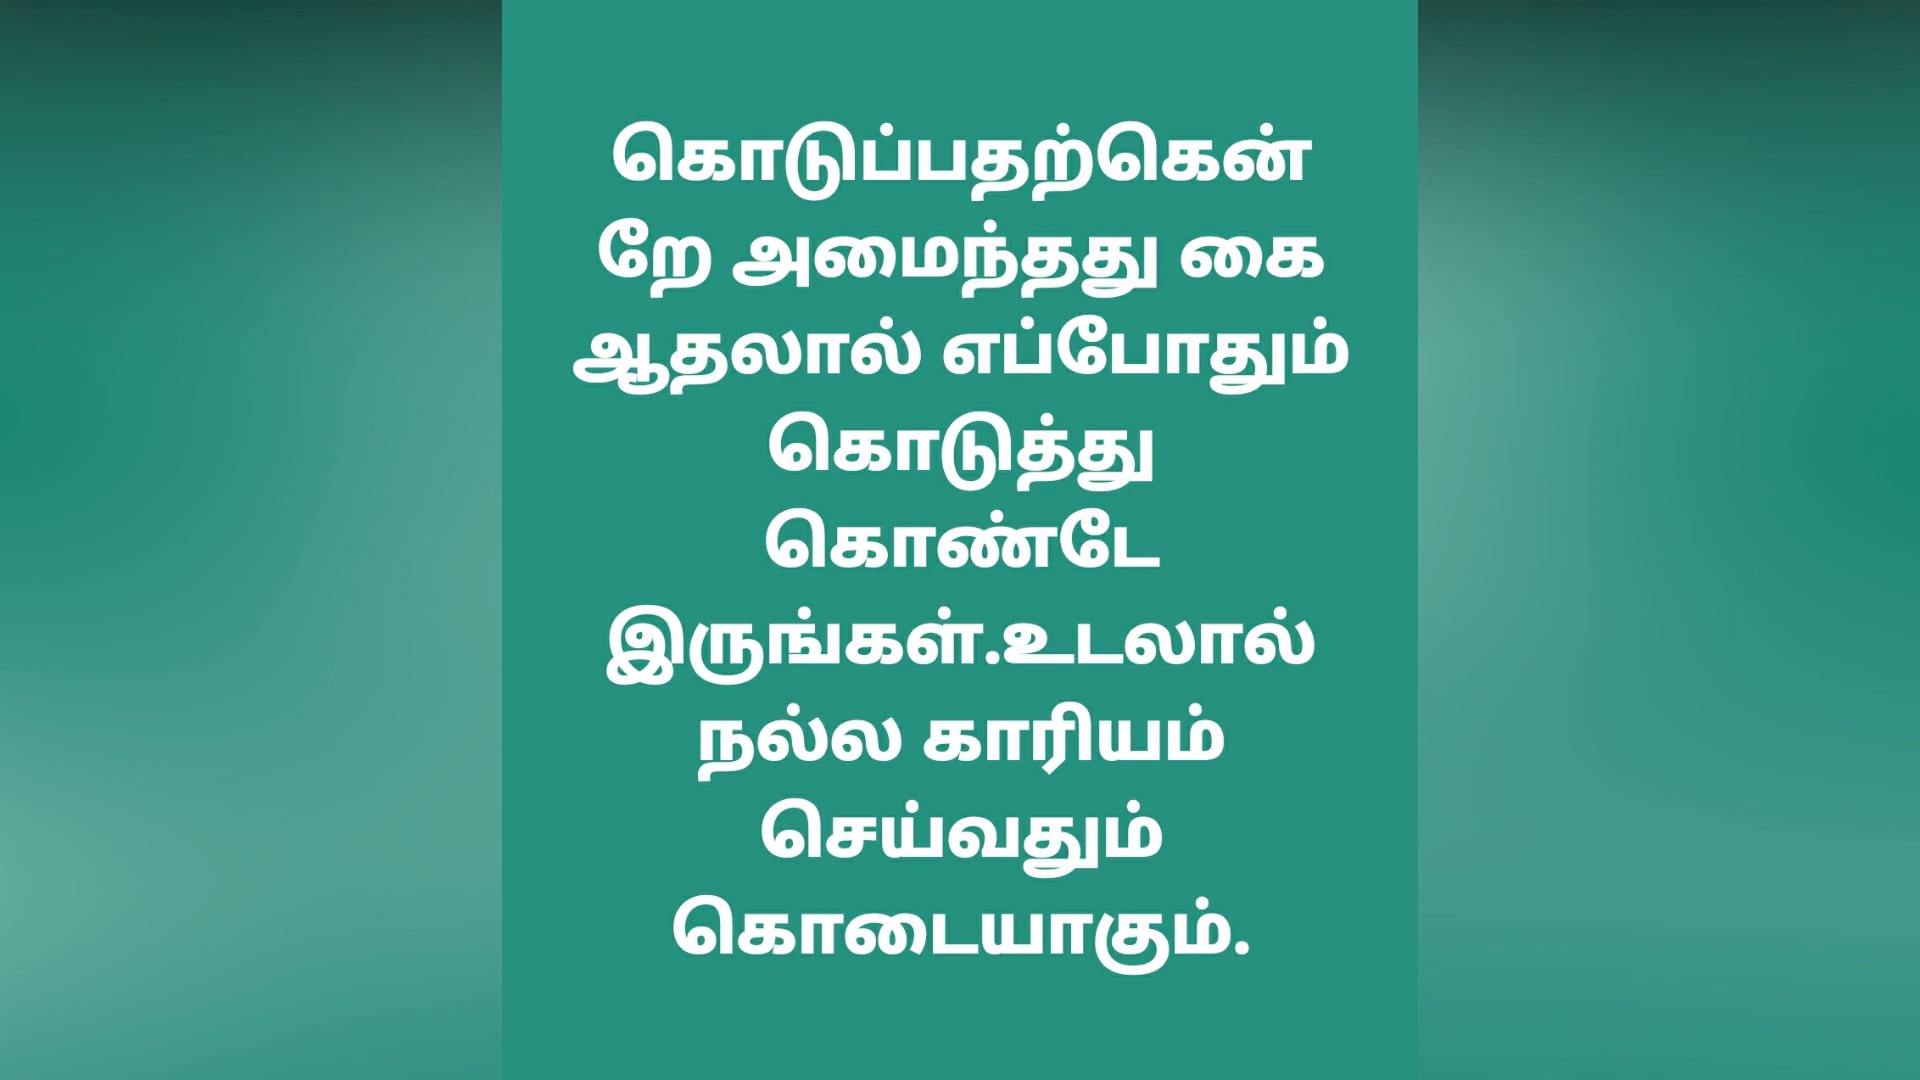 கொடுப்பதற்கென்
றே அமைந்தது கை
ஆதலால் எப்போதும்
கொடுத்து
கொண்டே
இருங்கள்.உடலால்
நல்ல காரியம்
செய்வதும்
கொடையாகும்.